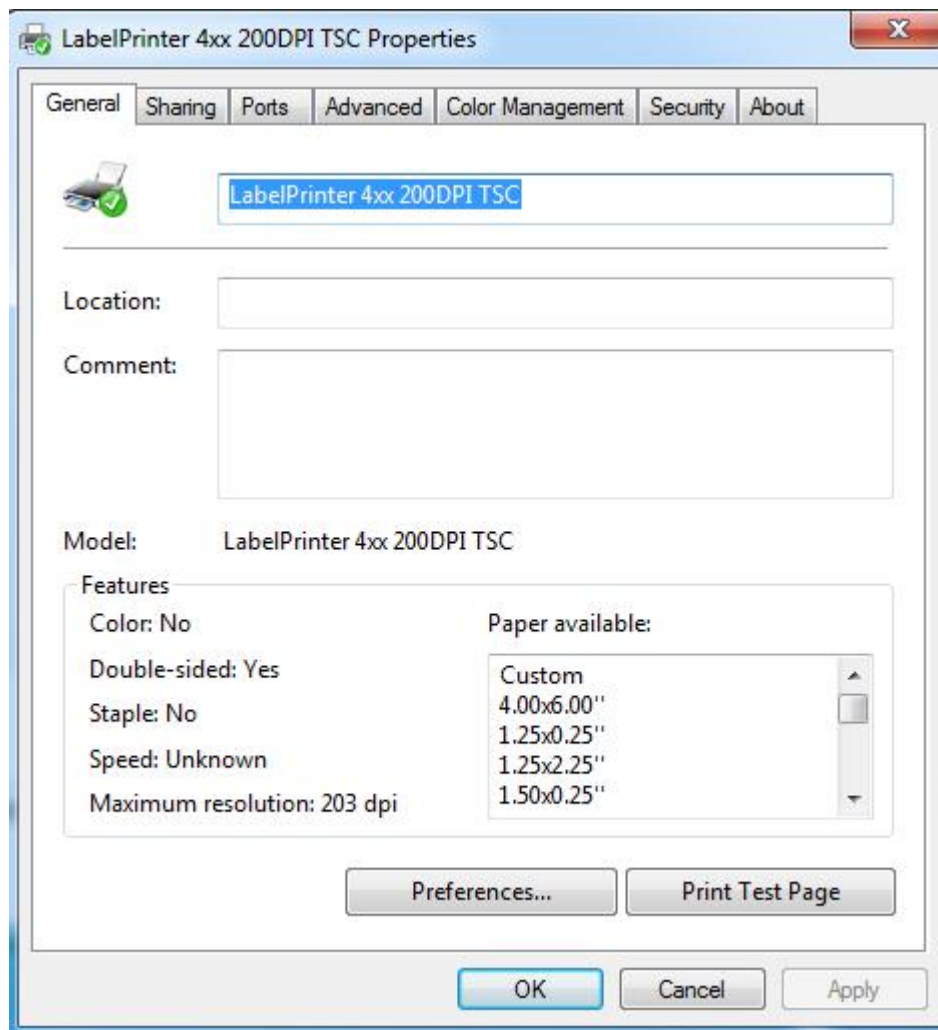 LabelPrinter 4xx 200DPI TSC Properties
General Sharing Ports Advanced Color Management Security About
LabelPrinter 4xx 200DPI TSC
Location:
Comment:
Model: LabelPrinter 4xx 200DPI TSC
Features
Color: No
Double-sided: Yes
Staple: No
Speed: Unknown
Maximum resolution: 203 dpi
Paper available:
Custom
4.00x6.00''
1.25x0.25''
1.25x2.25''
1.50x0.25''
Preferences... Print Test Page
OK Cancel Apply